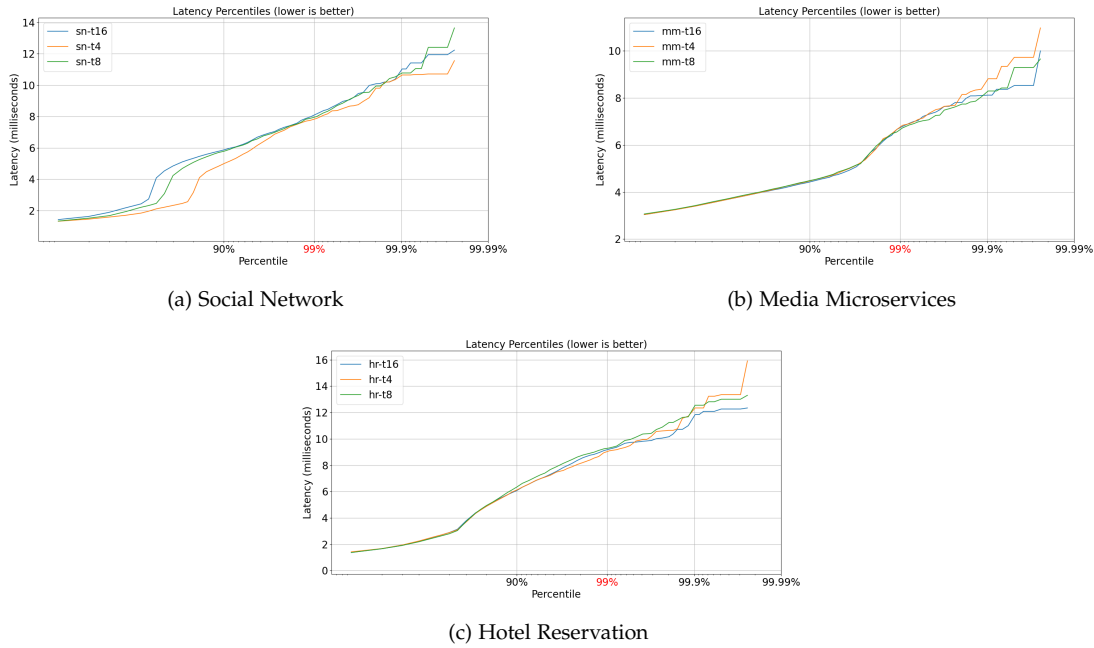 Latency Percentiles (lower is better)
14
12
10
8
6
4
2
Latency (milliseconds)
sn-t16
sn-t4
sn-t8
90%
99%
99.9%
99.99%
Percentile
(a) Social Network
Latency Percentiles (lower is better)
10
8
6
4
2
Latency (milliseconds)
mm-t16
mm-t4
mm-t8
90%
99%
99.9%
99.99%
Percentile
(b) Media Microservices
Latency Percentiles (lower is better)
16
14
12
10
8
6
4
2
0
Latency (milliseconds)
hr-t16
hr-t4
hr-t8
90%
99%
99.9%
99.99%
Percentile
(c) Hotel Reservation